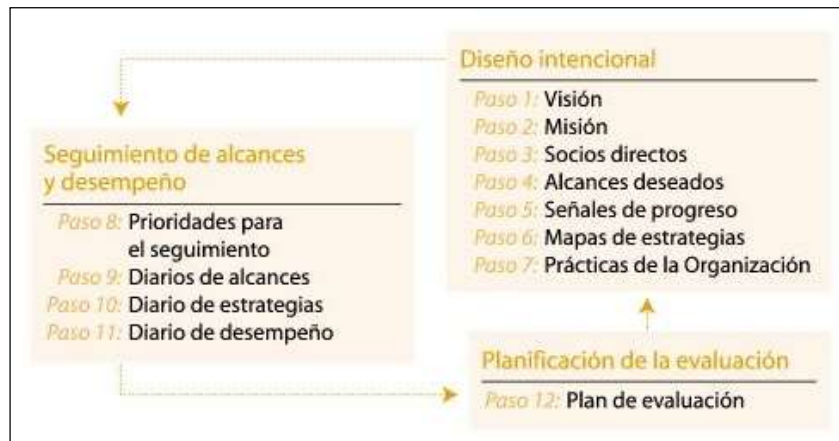 Diseño intencional
Paso 1: Visión
Paso 2: Misión
Paso 3: Socios directos
Paso 4: Alcances deseados
Paso 5: Señales de progreso
Paso 6: Mapas de estrategias
Paso 7: Prácticas de la Organización
Seguimiento de alcances
y desempeño
Paso 8: Prioridades para
el seguimiento
Paso 9: Diarios de alcances
Paso 10: Diario de estrategias
Paso 11: Diario de desempeño
Planificación de la evaluación
Paso 12: Plan de evaluación